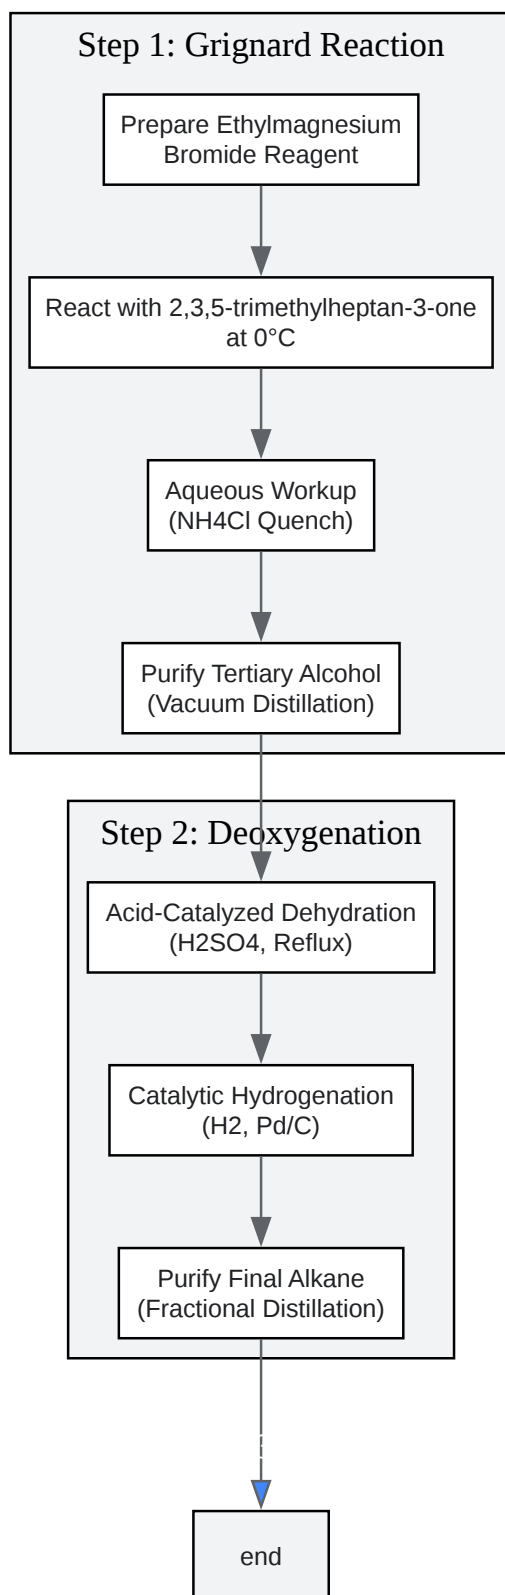 Step 1: Grignard Reaction
Prepare Ethylmagnesium
Bromide Reagent
React with 2,3,5-trimethylheptan-3-one
at 0°C
Aqueous Workup
(NH4Cl Quench)
Purify Tertiary Alcohol
(Vacuum Distillation)
Step 2: Deoxygenation
Acid-Catalyzed Dehydration
(H2SO4, Reflux)
Catalytic Hydrogenation
(H2, Pd/C)
Purify Final Alkane
(Fractional Distillation)
end